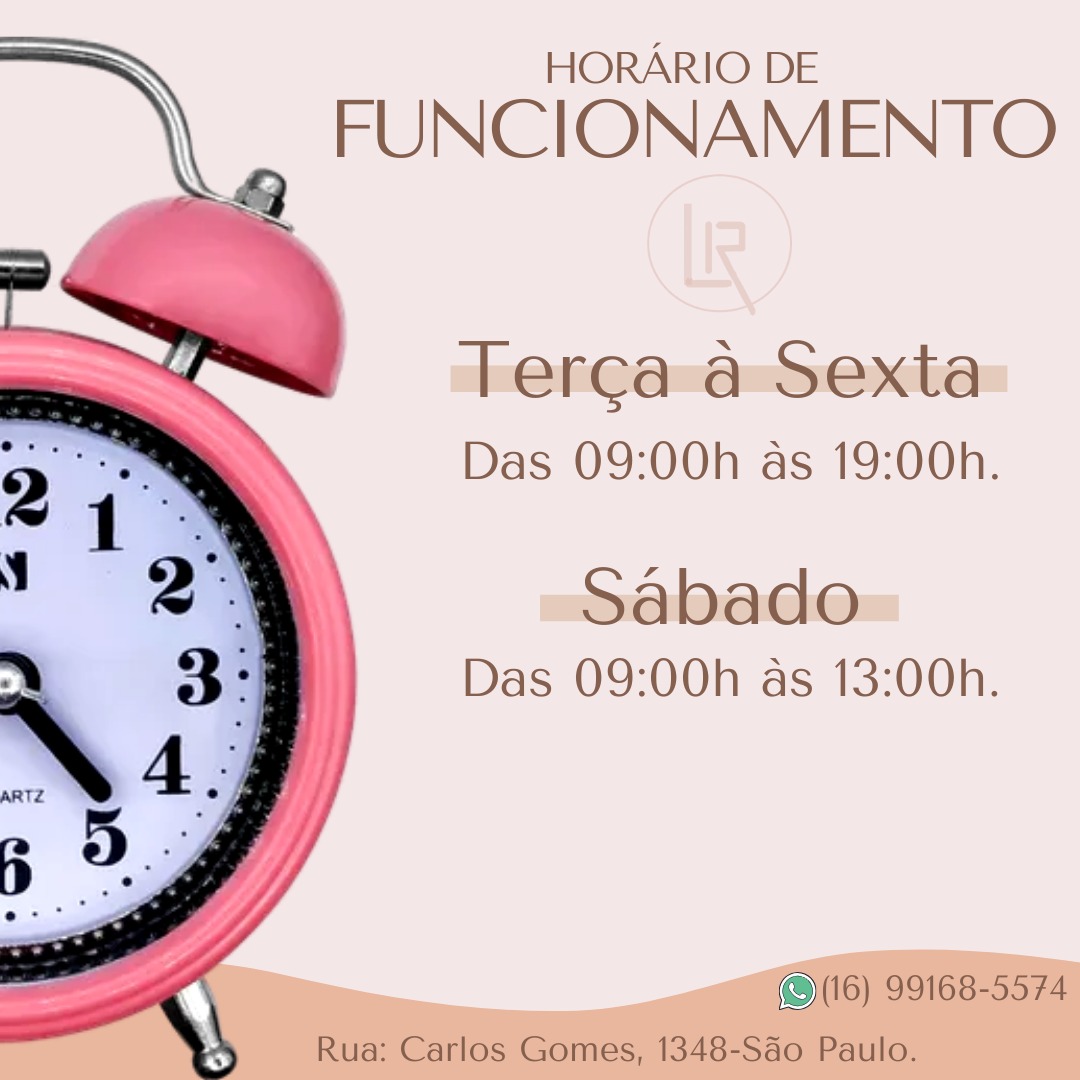 HORÁRIO DE
FUNCIONAMENTO
LR
Terça à Sexta
Das 09:00h às 19:00h.
Sábado
Das 09:00h às 13:00h.
12
1
2
3
4
5
6
ARTZ
(16) 99168-5574
Rua: Carlos Gomes, 1348-São Paulo.